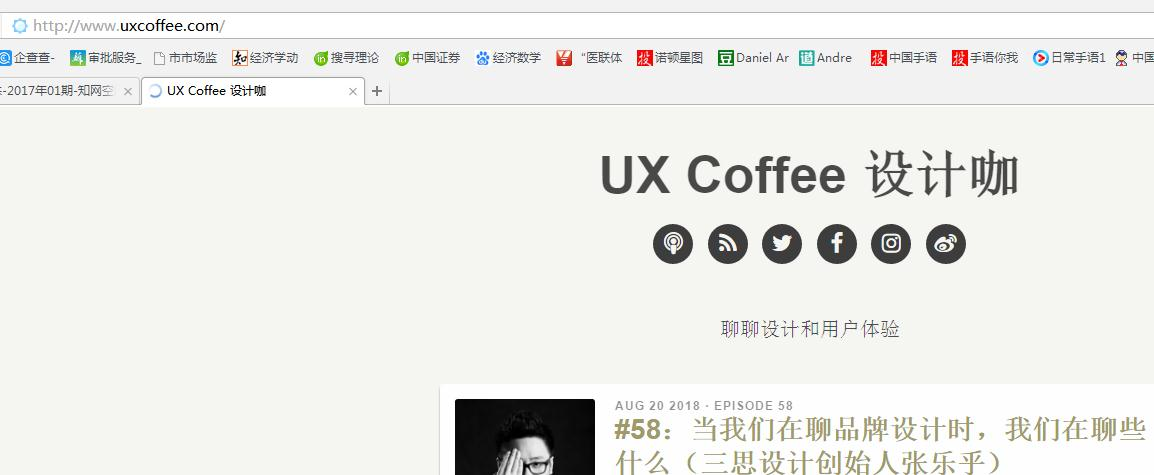 http://www.uxcoffee.com/
企查查- 审批服务_ 市市场监 经济学动 搜寻理论 中国证券 经济数学 “医联体 诺顿星图 Daniel Ar Andre 中国手语 手语你我 日常手语1 中国
-2017年01期-知网空 UX Coffee 设计咖
UX Coffee 设计咖
聊聊设计和用户体验
AUG 20 2018 · EPISODE 58
#58：当我们在聊品牌设计时，我们在聊些
什么（三思设计创始人张乐乎）